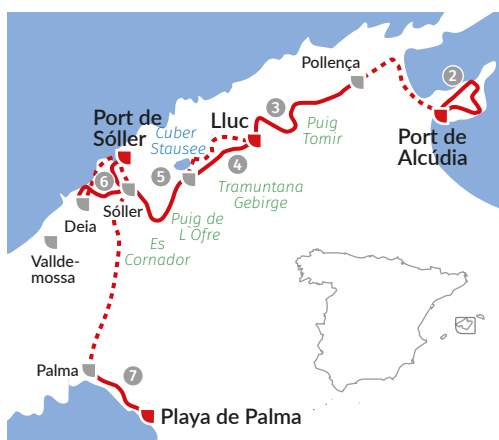 Pollença
2
3
Port de
Sóller
Lluc
Cuber
Stausee
Puig
Tomir
Port de
Alcúdia
4
5
6
Tramuntana
Gebirge
Deia
Sóller
Puig de
L`Ofre
Es
Cornador
Vallde-
mossa
Palma
7
Playa de Palma